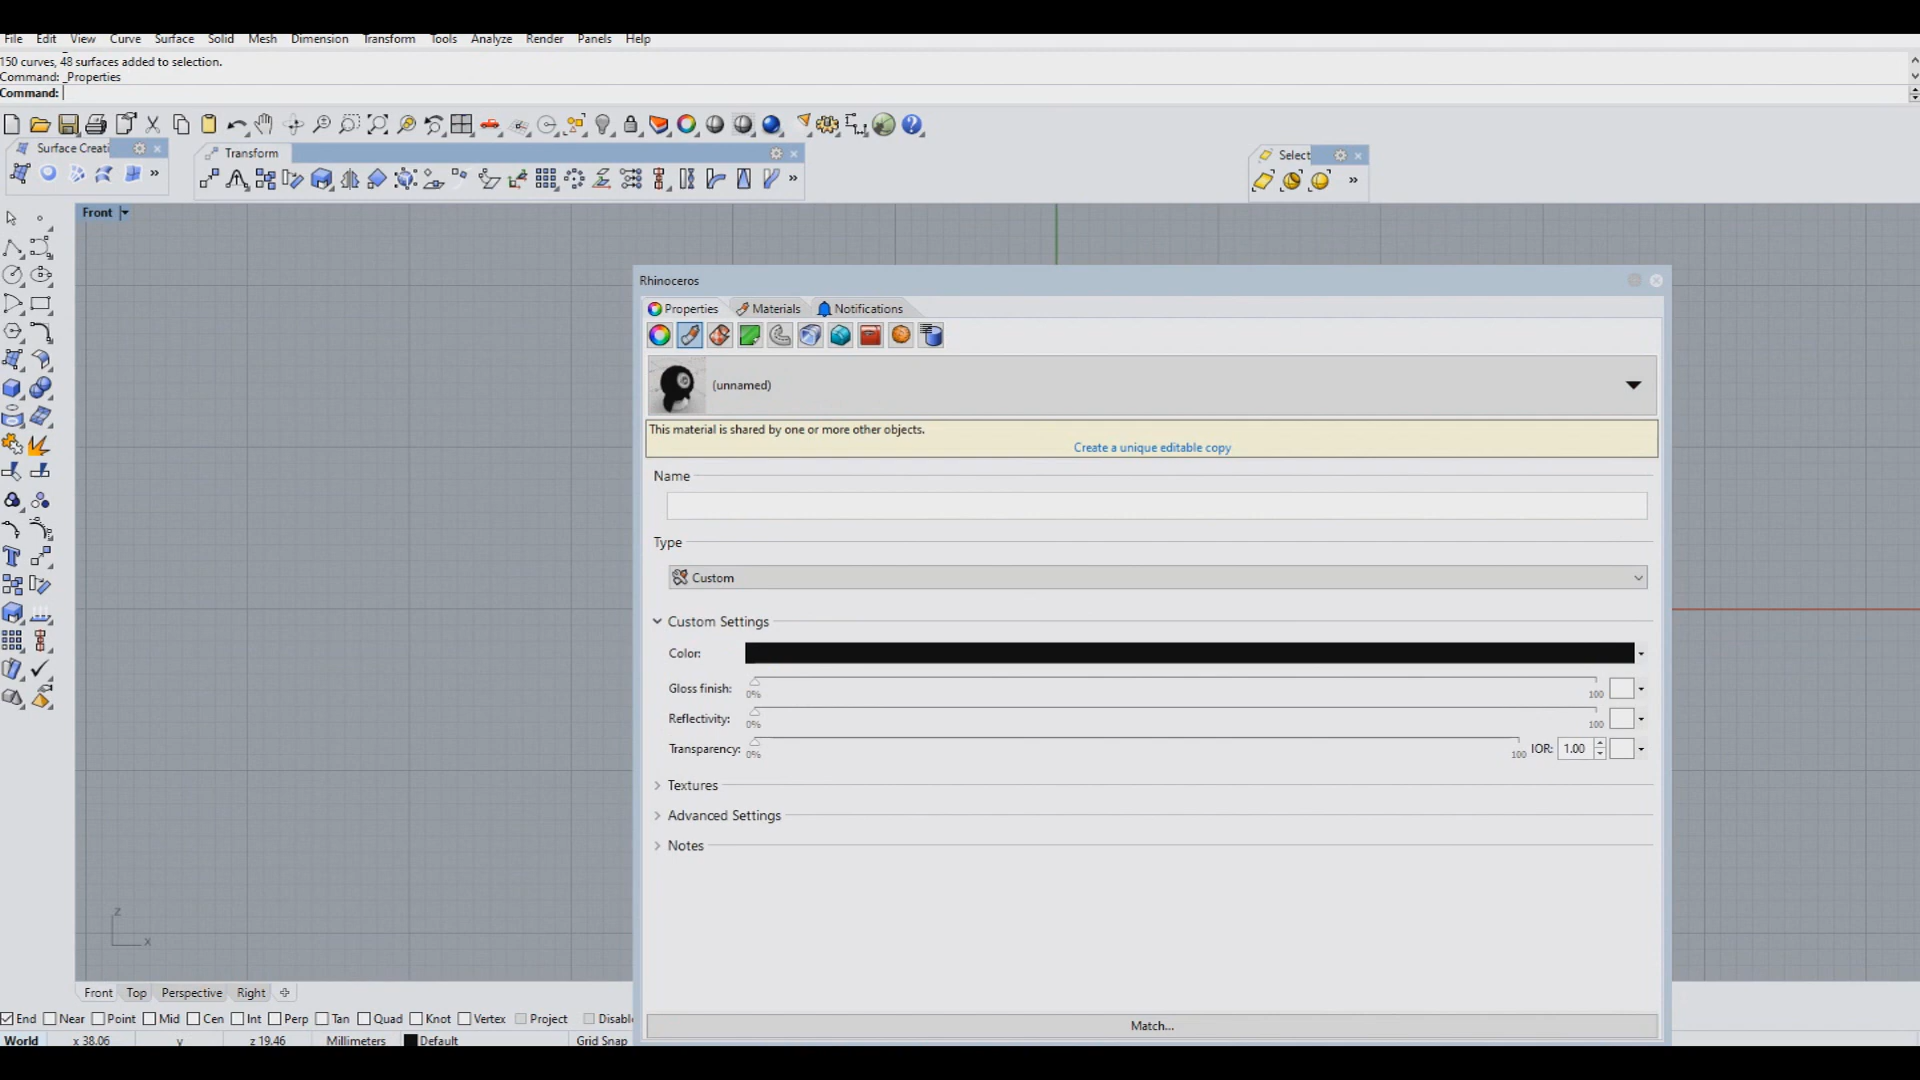 File Edit View Curve Surface Solid Mesh Dimension Transform Tools Analyze Render Panels Help
150 curves, 48 surfaces added to selection.
Command: _Properties
Command:
Surface Creati
Transform
Select
Front
Rhinoceros
Properties Materials Notifications
(unnamed)
This material is shared by one or more other objects.
Create a unique editable copy
Name
Type
Custom
Custom Settings
Color:
Gloss finish: 0% 100
Reflectivity: 0% 100
Transparency: 0% 100 IOR: 1.00
Textures
Advanced Settings
Notes
z
x
Front Top Perspective Right
End Near Point Mid Cen Int Perp Tan Quad Knot Vertex Project Disabl
Match...
World x 38.06 y z 19.46 Millimeters Default Grid Snap